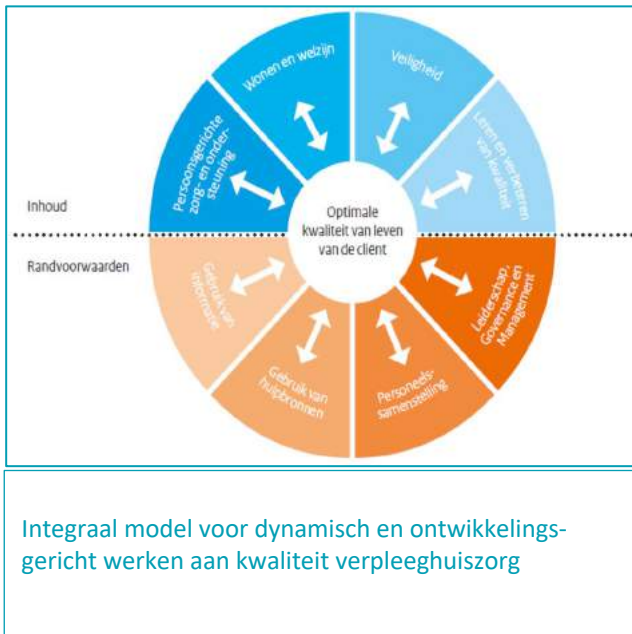 Wonen en welzijn
Veiligheid
Persoonsgerichte
zorg- en onder-
steuning
Leren en verbeteren
van kwaliteit
Inhoud
Optimale
kwaliteit van leven
van de cliënt
Randvoorwaarden
Gebruik van
informatie
Leiderschap,
Governance en
Management
Gebruik van
hulpbronnen
Personeels-
samenstelling
Integraal model voor dynamisch en ontwikkelings-
gericht werken aan kwaliteit verpleeghuiszorg